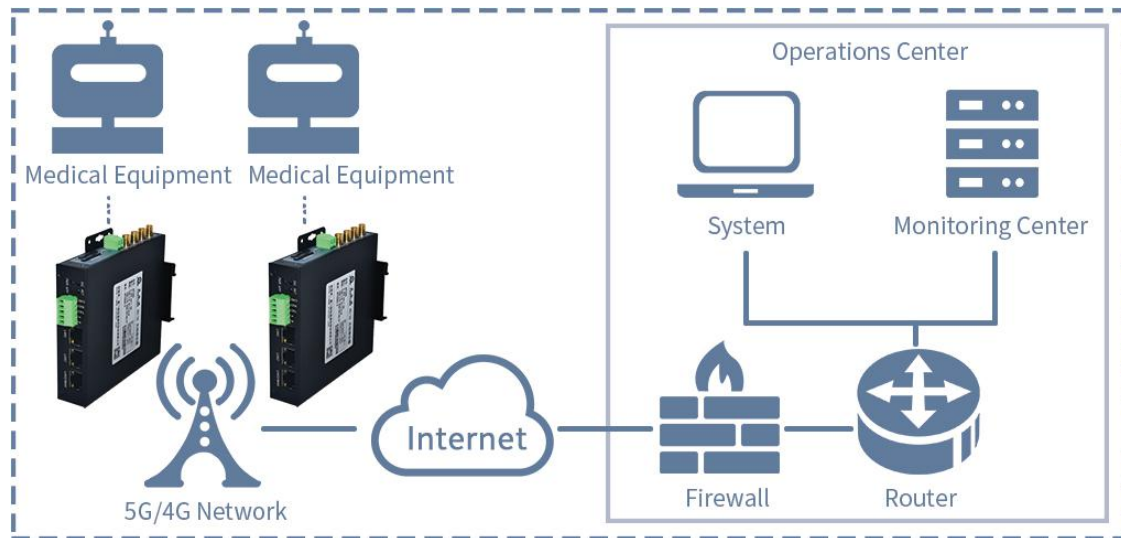 Operations Center
Medical Equipment
Medical Equipment
System
Monitoring Center
Internet
5G/4G Network
Firewall
Router